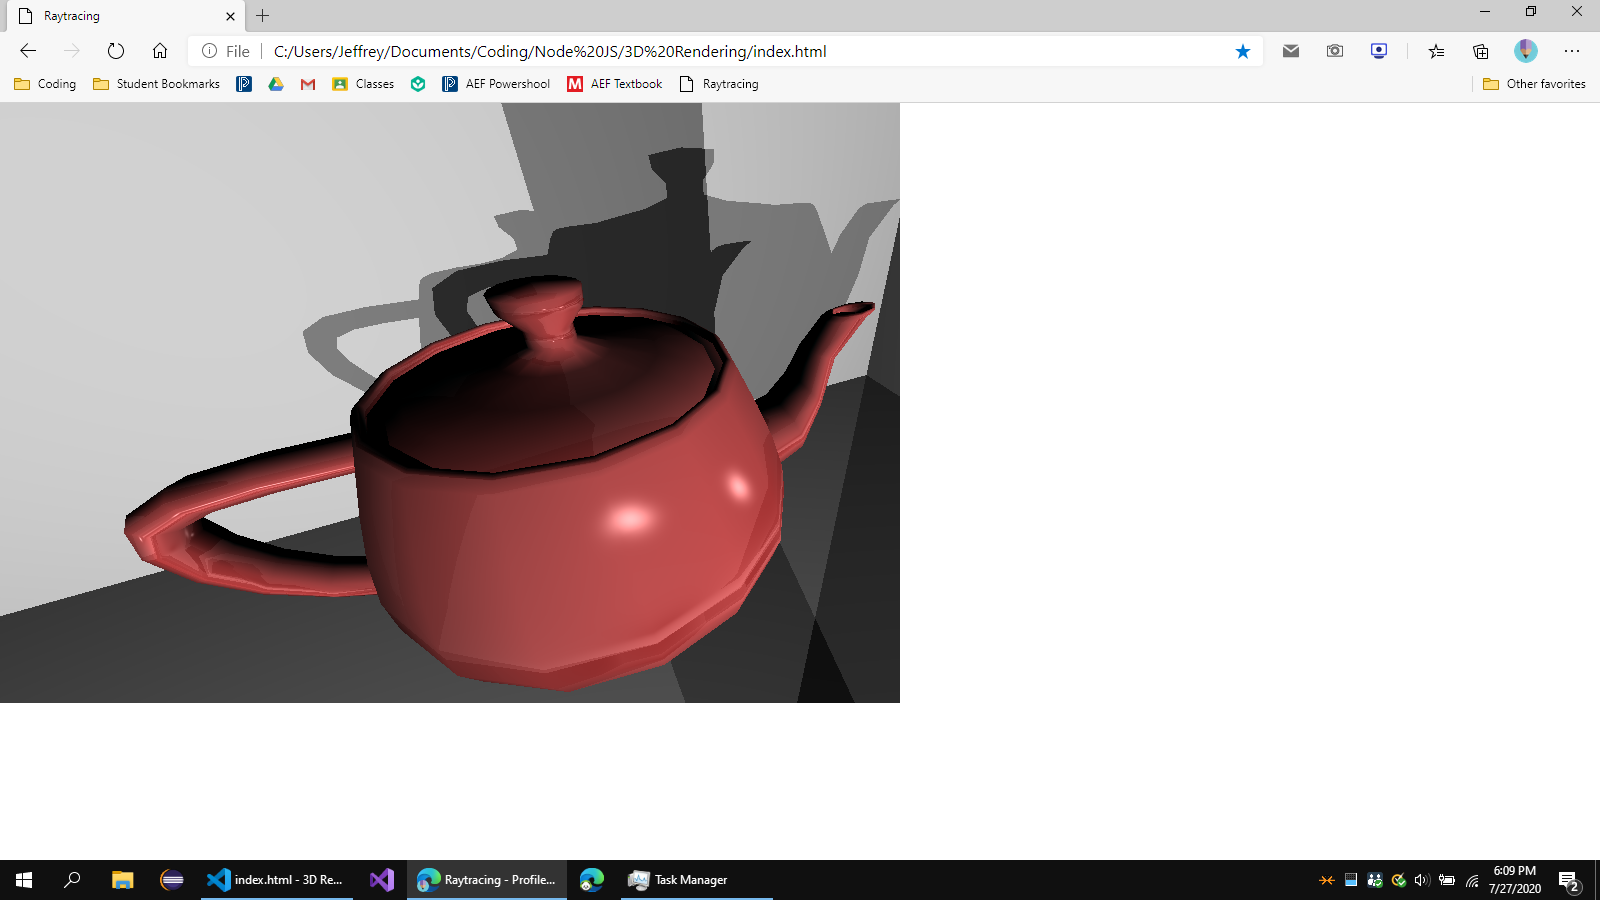 Raytracing
File
C:/Users/Jeffrey/Documents/Coding/Node%20JS/3D%20Rendering/index.html
Coding
Student Bookmarks
Classes
AEF Powershool
M AEF Textbook
Raytracing
Other favorites
index.html - 3D Re...
Raytracing - Profile...
Task Manager
6:09 PM
7/27/2020
2